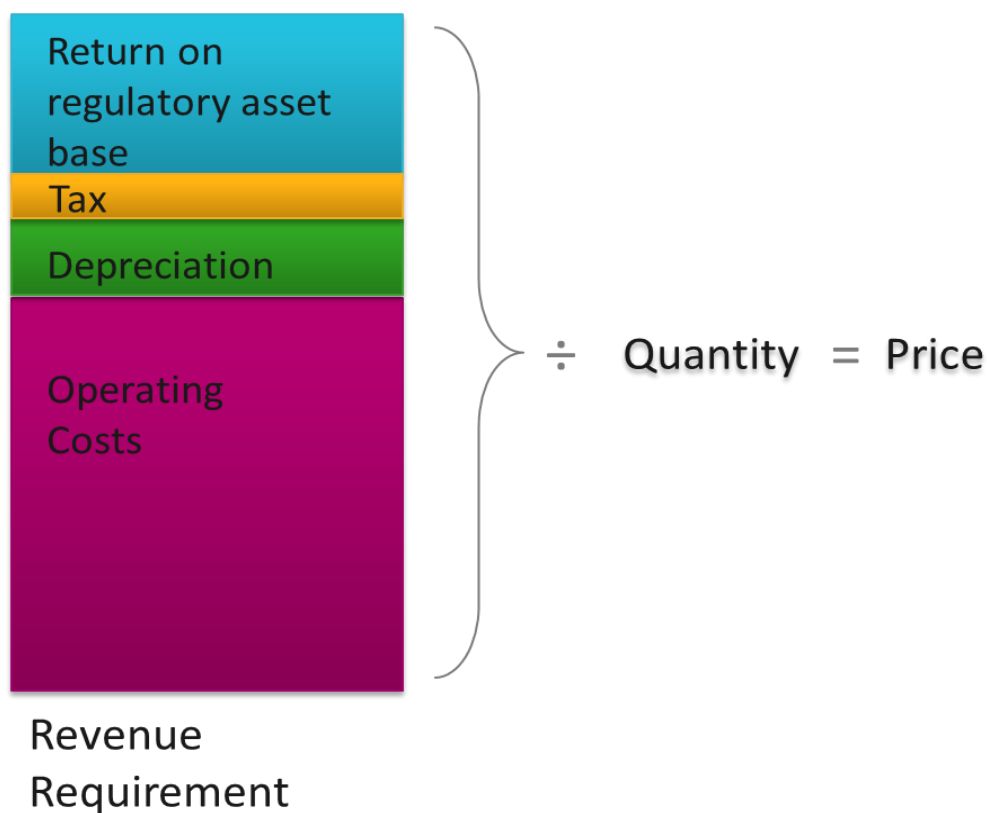 Return on
regulatory asset
base
Tax
Depreciation
Operating
Costs
÷ Quantity = Price
Revenue
Requirement